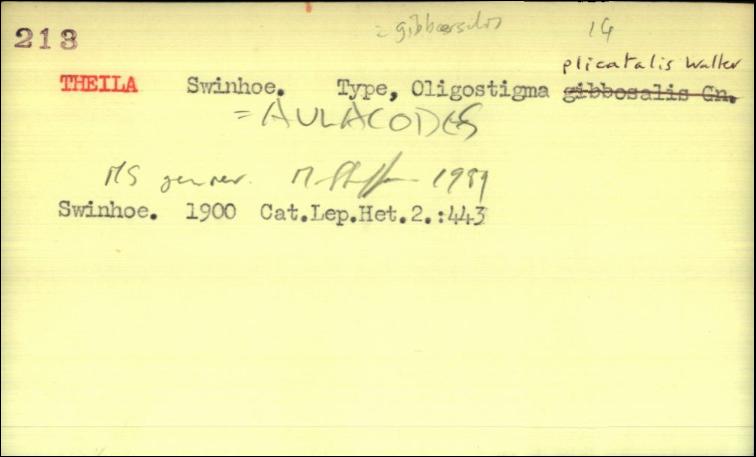 = gibbosalis 14
213
plicatalis Walker
THEILA Swinhoe. Type, Oligostigma gibbosalis Gn.
= AULACODES
MS gen rev. 1989
Swinhoe. 1900 Cat.Lep.Het.2.:443